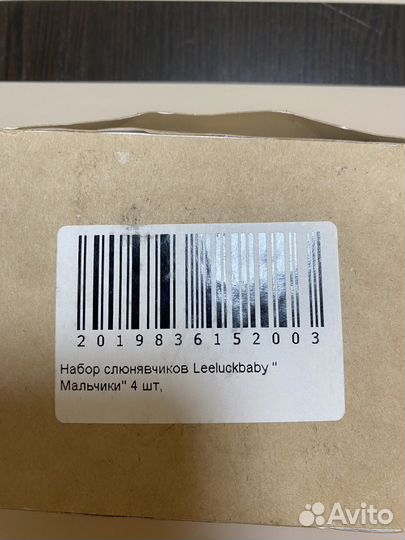 2019836152003
Набор слюнявчиков Leeluckbaby "
Мальчики" 4 шт,
Avito